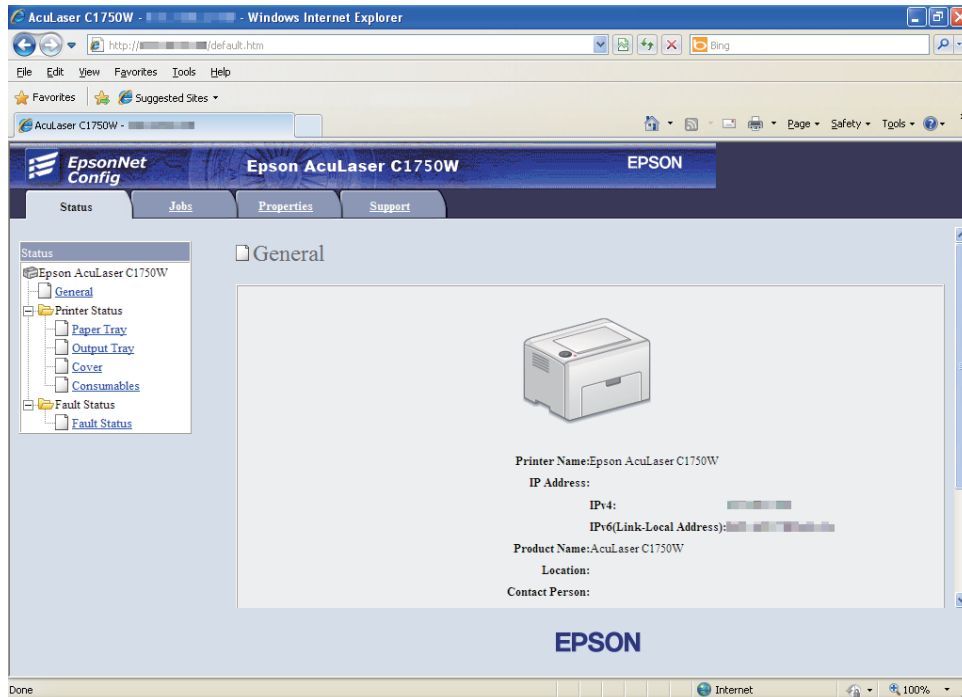 AcuLaser C1750W - - Windows Internet Explorer
http:// /default.htm
Bing
File Edit View Favorites Tools Help
Favorites Suggested Sites
AcuLaser C1750W -
Page Safety Tools
EpsonNet
Config
Epson AcuLaser C1750W
EPSON
Status Jobs Properties Support
Status
Epson AcuLaser C1750W
General
Printer Status
Paper Tray
Output Tray
Cover
Consumables
Fault Status
Fault Status
General
Printer Name:Epson AcuLaser C1750W
IP Address:
IPv4:
IPv6(Link-Local Address):
Product Name:AcuLaser C1750W
Location:
Contact Person:
EPSON
Done Internet 100%